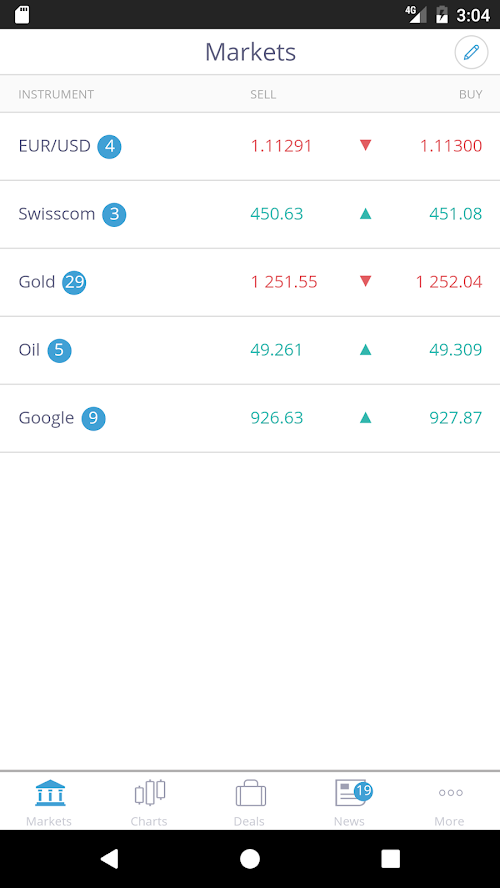 4G 3:04
Markets
INSTRUMENT SELL BUY
EUR/USD 4 1.11291 ▼ 1.11300
Swisscom 3 450.63 ▲ 451.08
Gold 29 1 251.55 ▼ 1 252.04
Oil 5 49.261 ▲ 49.309
Google 9 926.63 ▲ 927.87
19
Markets Charts Deals News More